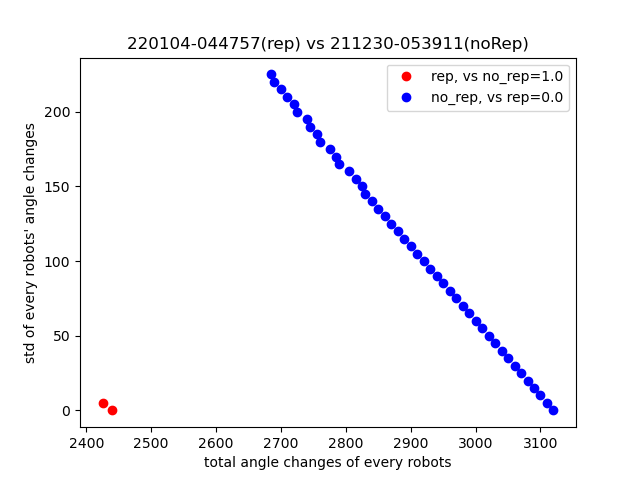 220104-044757(rep) vs 211230-053911(noRep)
rep, vs no_rep=1.0
no_rep, vs rep=0.0
std of every robots' angle changes
200
150
100
50
0
2400 2500 2600 2700 2800 2900 3000 3100
total angle changes of every robots